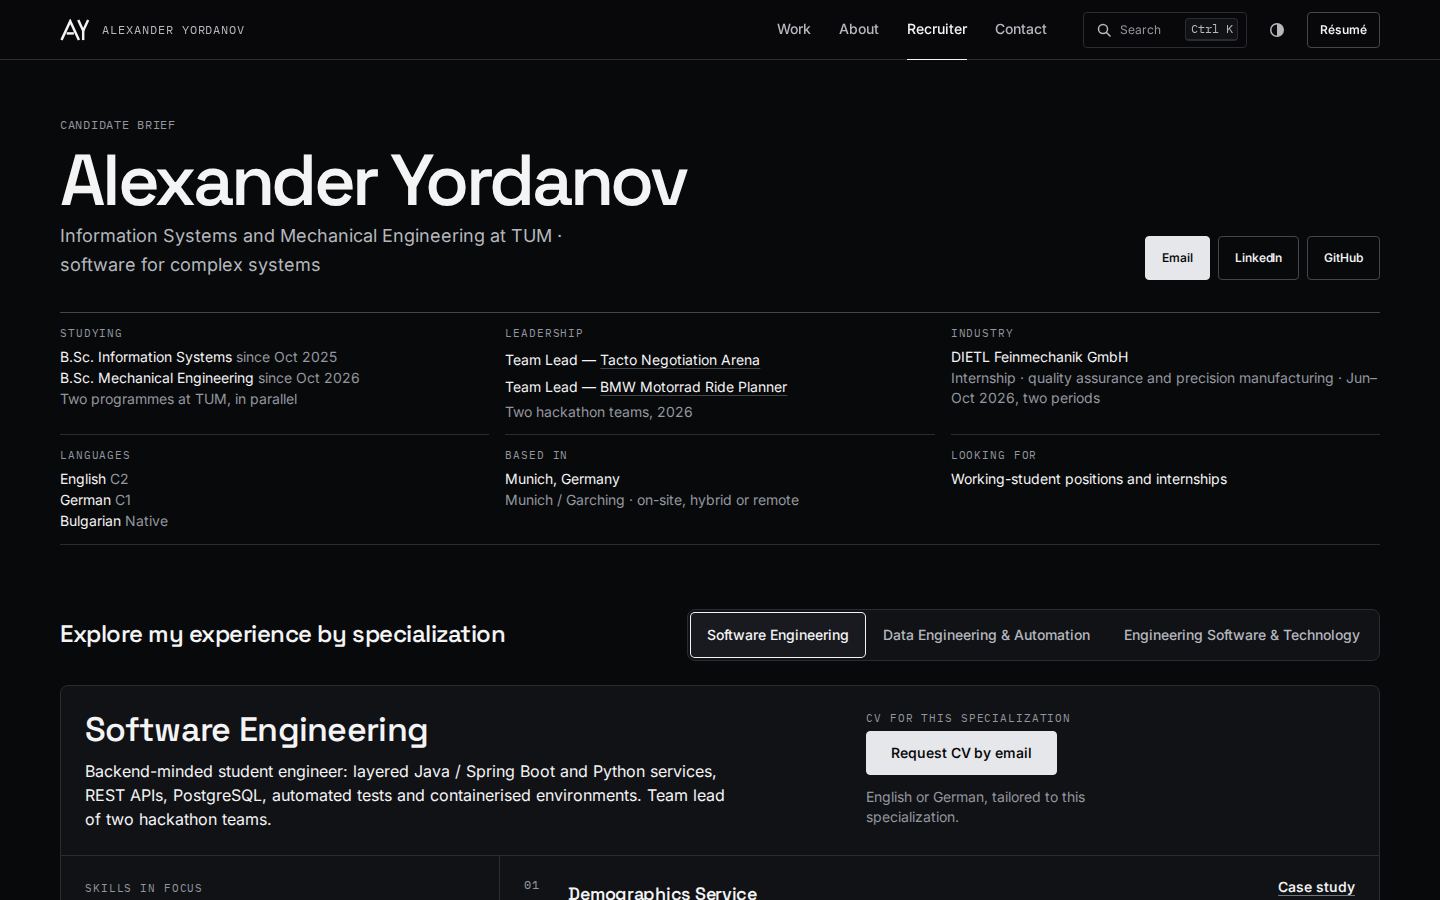 AY ALEXANDER YORDANOV
Work About Recruiter Contact Search Ctrl K Résumé
CANDIDATE BRIEF
Alexander Yordanov
Information Systems and Mechanical Engineering at TUM ·
software for complex systems
Email LinkedIn GitHub
STUDYING
B.Sc. Information Systems since Oct 2025
B.Sc. Mechanical Engineering since Oct 2026
Two programmes at TUM, in parallel
LEADERSHIP
Team Lead — Tacto Negotiation Arena
Team Lead — BMW Motorrad Ride Planner
Two hackathon teams, 2026
INDUSTRY
DIETL Feinmechanik GmbH
Internship · quality assurance and precision manufacturing · Jun–
Oct 2026, two periods
LANGUAGES
English C2
German C1
Bulgarian Native
BASED IN
Munich, Germany
Munich / Garching · on-site, hybrid or remote
LOOKING FOR
Working-student positions and internships
Explore my experience by specialization
Software Engineering Data Engineering & Automation Engineering Software & Technology
Software Engineering
Backend-minded student engineer: layered Java / Spring Boot and Python services,
REST APIs, PostgreSQL, automated tests and containerised environments. Team lead
of two hackathon teams.
CV FOR THIS SPECIALIZATION
Request CV by email
English or German, tailored to this
specialization.
SKILLS IN FOCUS
01 Demographics Service Case study